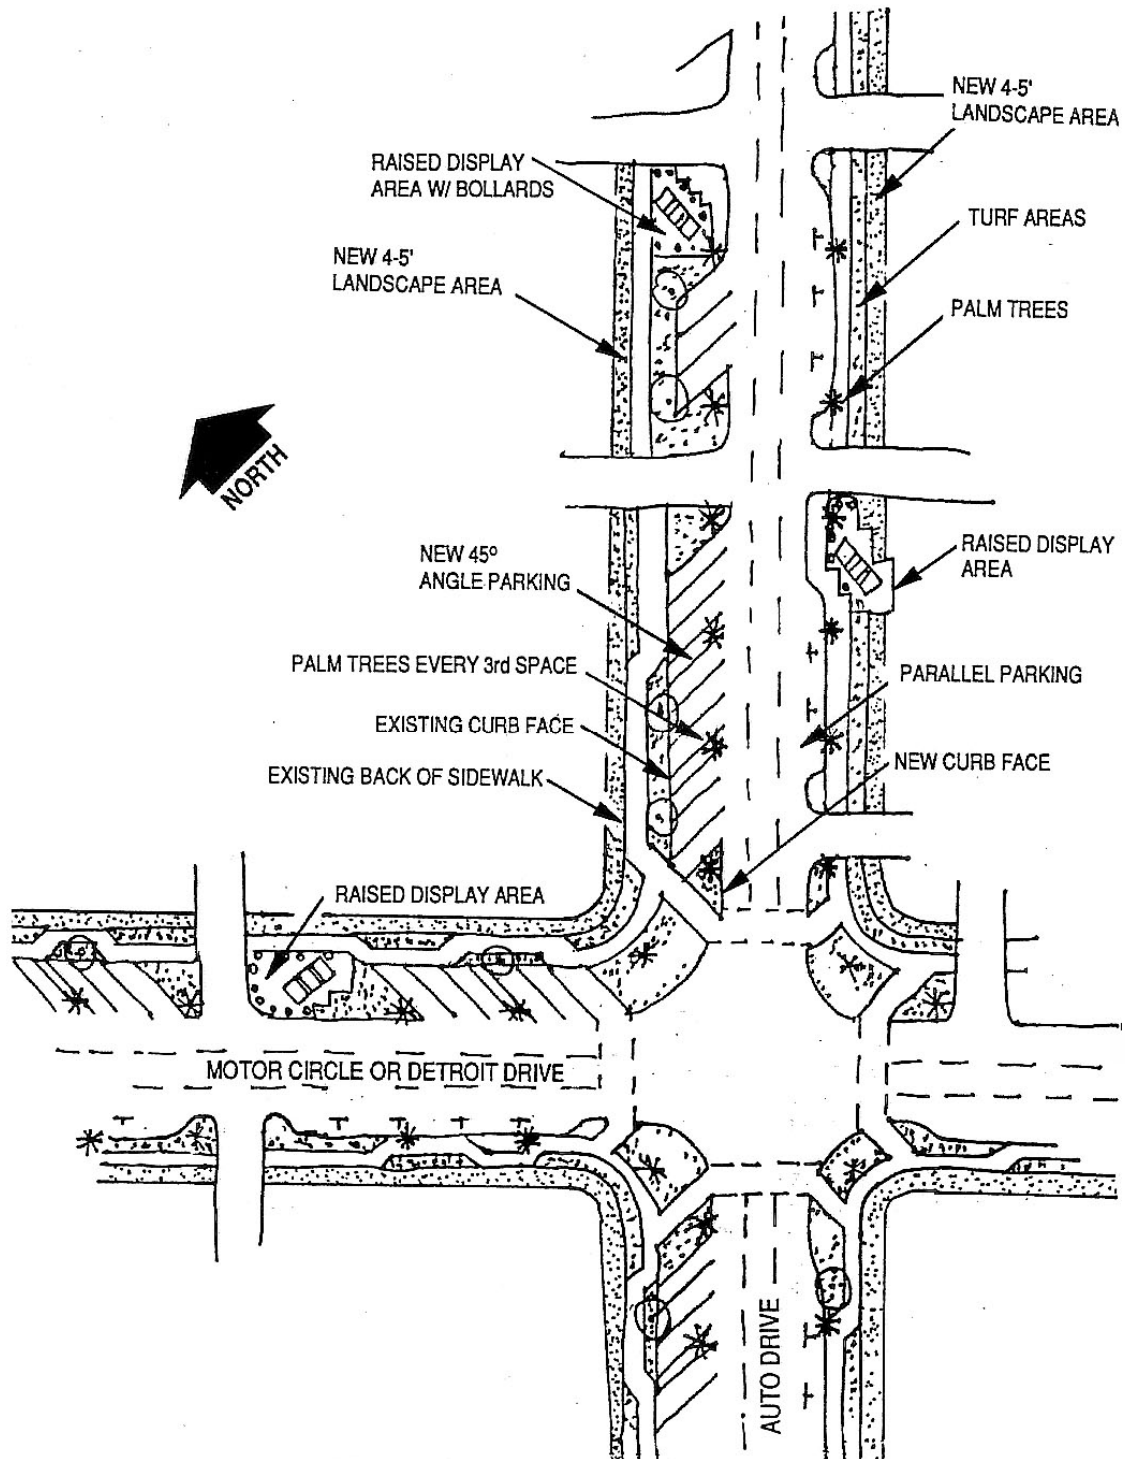 NEW 4-5'
LANDSCAPE AREA
RAISED DISPLAY
AREA W/ BOLLARDS
TURF AREAS
NEW 4-5'
LANDSCAPE AREA
PALM TREES
NORTH
NEW 45º
ANGLE PARKING
RAISED DISPLAY
AREA
PALM TREES EVERY 3rd SPACE
PARALLEL PARKING
EXISTING CURB FACE
NEW CURB FACE
EXISTING BACK OF SIDEWALK
RAISED DISPLAY AREA
MOTOR CIRCLE OR DETROIT DRIVE
AUTO DRIVE